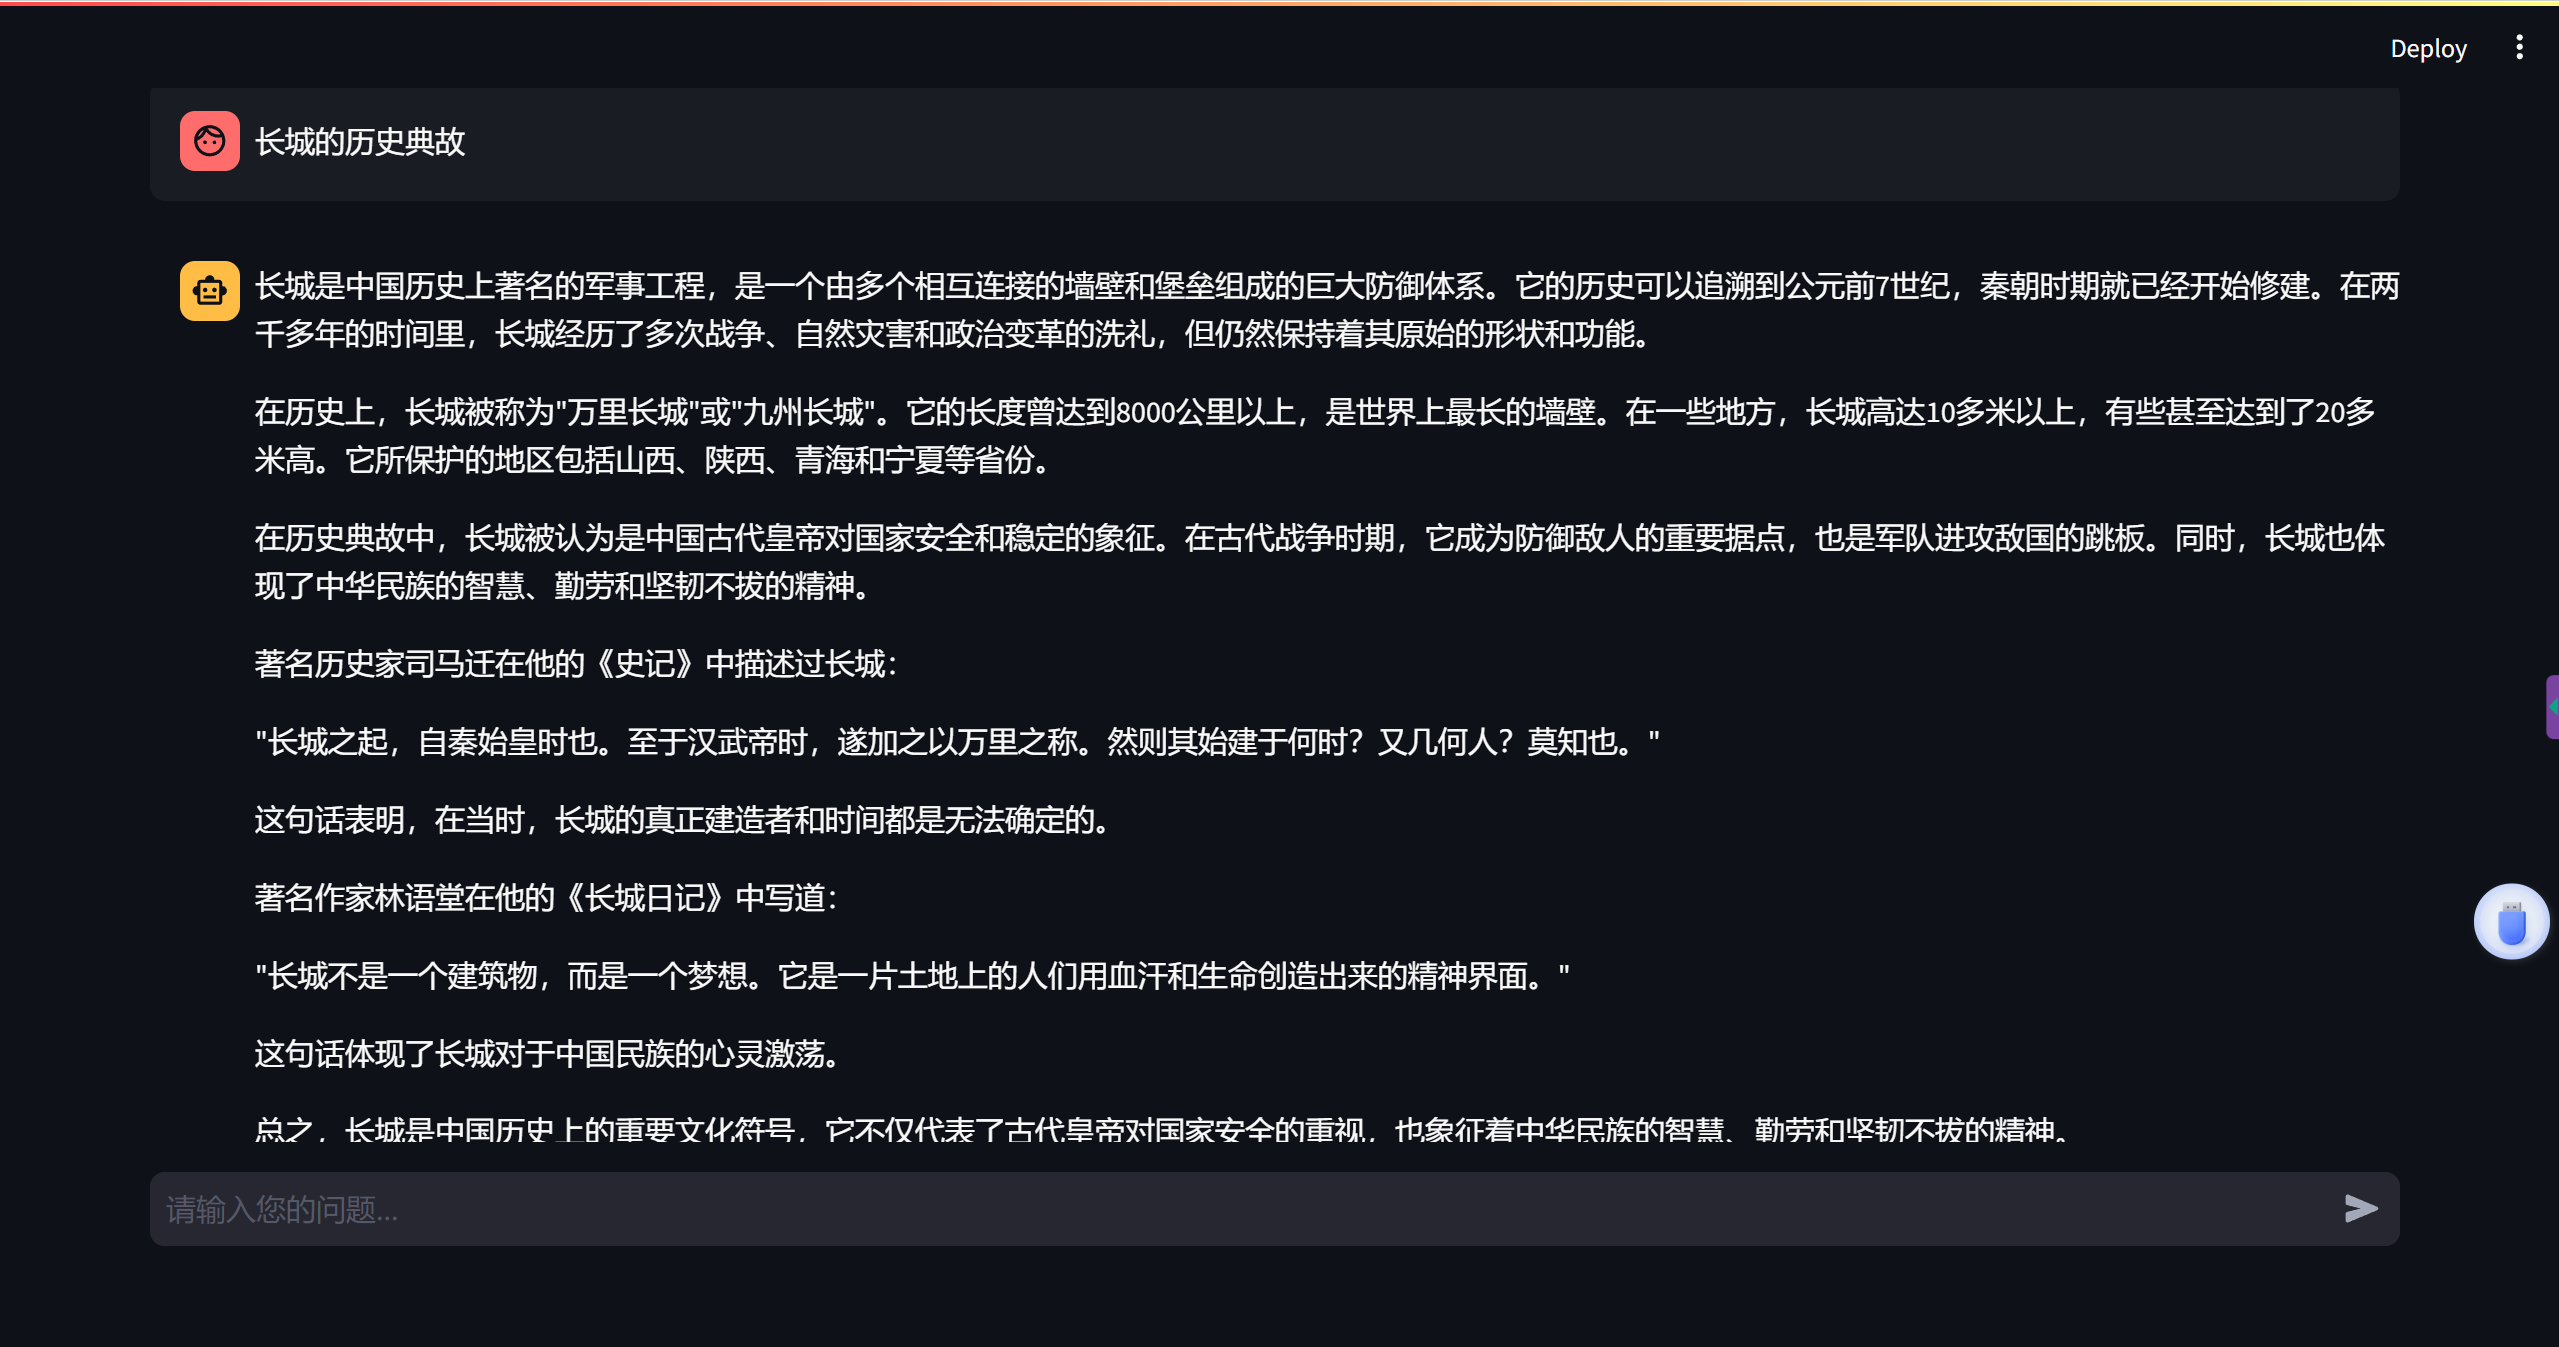 Deploy
长城的历史典故
长城是中国历史上著名的军事工程，是一个由多个相互连接的墙壁和堡垒组成的巨大防御体系。它的历史可以追溯到公元前7世纪，秦朝时期就已经开始修建。在两
千多年的时间里，长城经历了多次战争、自然灾害和政治变革的洗礼，但仍然保持着其原始的形状和功能。
在历史上，长城被称为"万里长城"或"九州长城"。它的长度曾达到8000公里以上，是世界上最长的墙壁。在一些地方，长城高达10多米以上，有些甚至达到了20多
米高。它所保护的地区包括山西、陕西、青海和宁夏等省份。
在历史典故中，长城被认为是中国古代皇帝对国家安全和稳定的象征。在古代战争时期，它成为防御敌人的重要据点，也是军队进攻敌国的跳板。同时，长城也体
现了中华民族的智慧、勤劳和坚韧不拔的精神。
著名历史家司马迁在他的《史记》中描述过长城：
"长城之起，自秦始皇时也。至于汉武帝时，遂加之以万里之称。然则其始建于何时？又几何人？莫知也。"
这句话表明，在当时，长城的真正建造者和时间都是无法确定的。
著名作家林语堂在他的《长城日记》中写道：
"长城不是一个建筑物，而是一个梦想。它是一片土地上的人们用血汗和生命创造出来的精神界面。"
这句话体现了长城对于中国民族的心灵激荡。
总之，长城是中国历史上的重要文化符号，它不仅代表了古代皇帝对国家安全的重视，也象征着中华民族的智慧、勤劳和坚韧不拔的精神。
请输入您的问题...